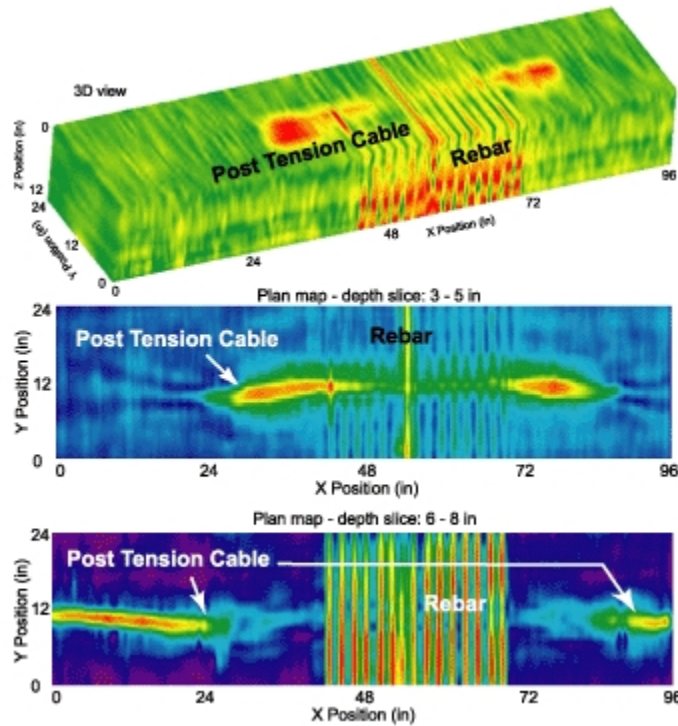 3D view
0
Z Position (in)
12
24
Y Position (in)
12
0
0
24
48
X Position (in)
72
96
Post Tension Cable
Rebar
Plan map - depth slice: 3 - 5 in
24
12
0
Y Position (in)
Post Tension Cable
Rebar
0
24
48
72
96
X Position (in)
Plan map - depth slice: 6 - 8 in
24
12
0
Y Position (in)
Post Tension Cable
Rebar
0
24
48
72
96
X Position (in)